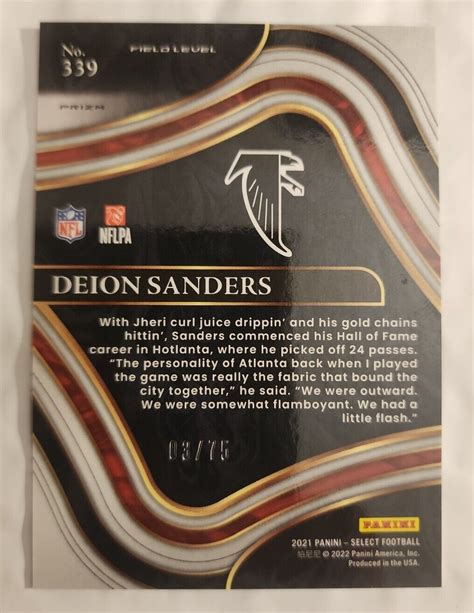 No.
339
FIELD LEVEL
PRIZM
NFL
NFLPA
DEION SANDERS
With Jheri curl juice drippin' and his gold chains
hittin', Sanders commenced his Hall of Fame
career in Hotlanta, where he picked off 24 passes.
"The personality of Atlanta back when I played
the game was really the fabric that bound the
city together," he said. "We were outward.
We were somewhat flamboyant. We had a
little flash."
03/75
PANINI
2021 PANINI – SELECT FOOTBALL
帕尼尼 © 2022 Panini America, Inc.
Produced in the USA.